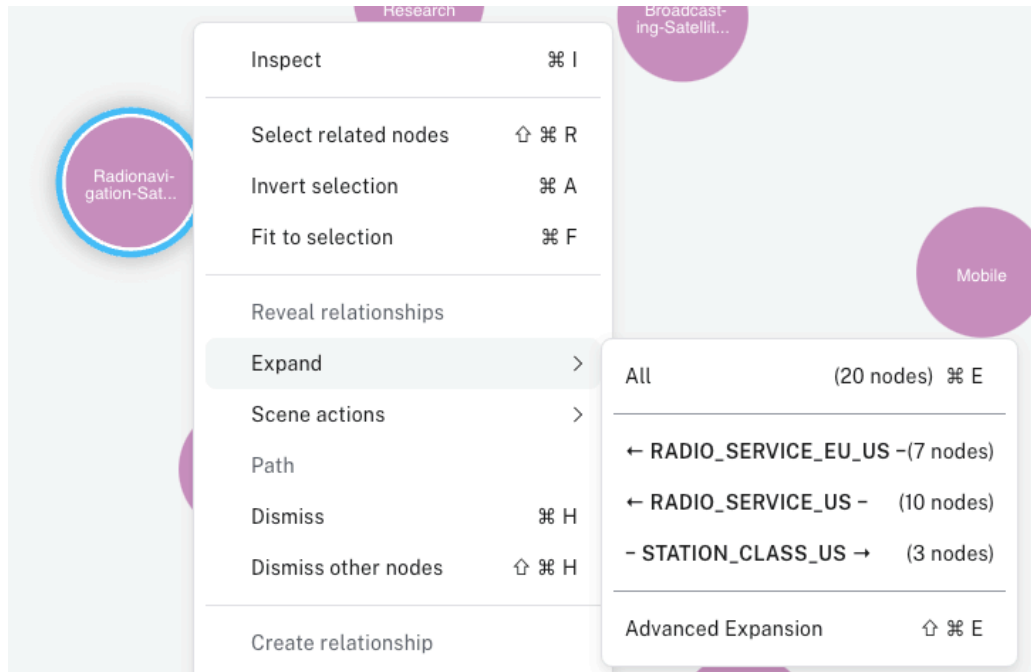 Research
Broadcast-
ing-Satellit...
Radionavi-
gation-Sat...
Mobile
Inspect ⌘ I
Select related nodes ⇧ ⌘ R
Invert selection ⌘ A
Fit to selection ⌘ F
Reveal relationships
Expand >
Scene actions >
Path
Dismiss ⌘ H
Dismiss other nodes ⇧ ⌘ H
Create relationship
All (20 nodes) ⌘ E
← RADIO_SERVICE_EU_US –(7 nodes)
← RADIO_SERVICE_US – (10 nodes)
– STATION_CLASS_US → (3 nodes)
Advanced Expansion ⇧ ⌘ E